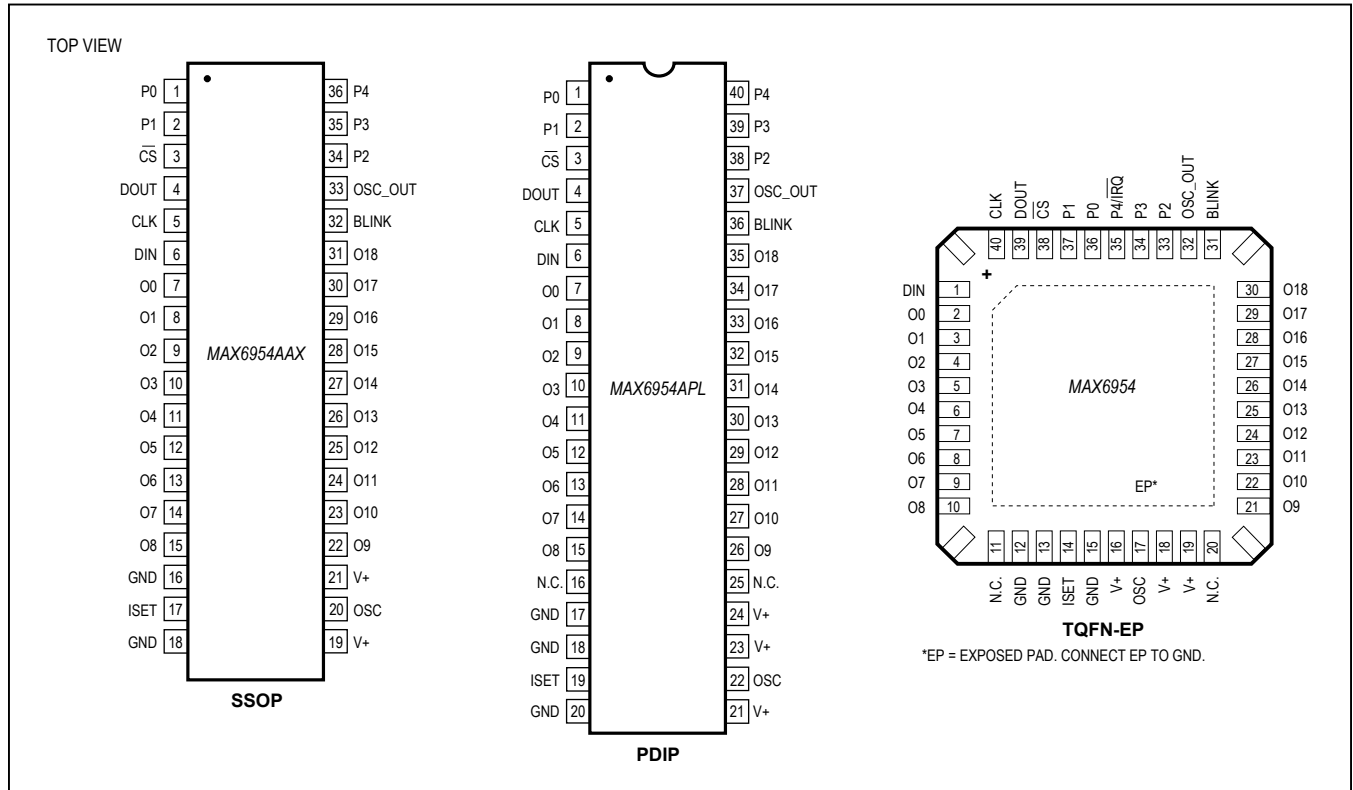 TOP VIEW
P0 1
P1 2
CS 3
DOUT 4
CLK 5
DIN 6
O0 7
O1 8
O2 9
O3 10
O4 11
O5 12
O6 13
O7 14
O8 15
GND 16
ISET 17
GND 18
MAX6954AAX
36 P4
35 P3
34 P2
33 OSC_OUT
32 BLINK
31 O18
30 O17
29 O16
28 O15
27 O14
26 O13
25 O12
24 O11
23 O10
22 O9
21 V+
20 OSC
19 V+
SSOP
P0 1
P1 2
CS 3
DOUT 4
CLK 5
DIN 6
O0 7
O1 8
O2 9
O3 10
O4 11
O5 12
O6 13
O7 14
O8 15
N.C. 16
GND 17
GND 18
ISET 19
GND 20
MAX6954APL
40 P4
39 P3
38 P2
37 OSC_OUT
36 BLINK
35 O18
34 O17
33 O16
32 O15
31 O14
30 O13
29 O12
28 O11
27 O10
26 O9
25 N.C.
24 V+
23 V+
22 OSC
21 V+
PDIP
CLK DOUT CS P1 P0 P4/IRQ P3 P2 OSC_OUT BLINK
40 39 38 37 36 35 34 33 32 31
+
DIN 1
O0 2
O1 3
O2 4
O3 5
O4 6
O5 7
O6 8
O7 9
O8 10
MAX6954
EP*
30 O18
29 O17
28 O16
27 O15
26 O14
25 O13
24 O12
23 O11
22 O10
21 O9
11 12 13 14 15 16 17 18 19 20
N.C. GND GND ISET GND V+ OSC V+ V+ N.C.
TQFN-EP
*EP = EXPOSED PAD. CONNECT EP TO GND.